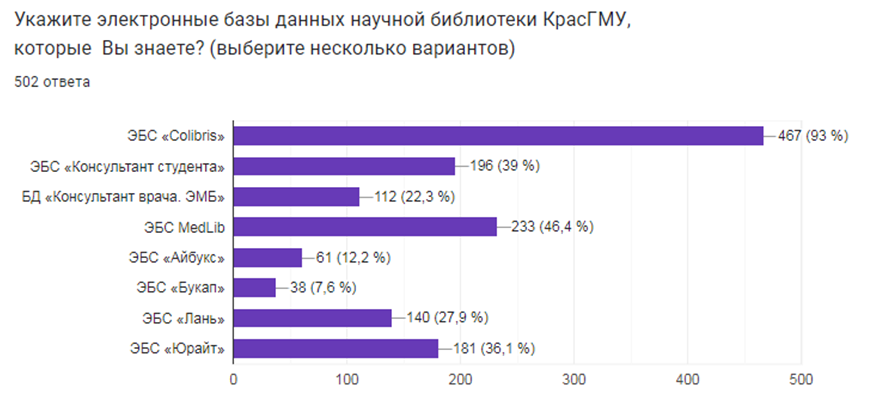 Укажите электронные базы данных научной библиотеки КрасГМУ,
которые Вы знаете? (выберите несколько вариантов)
502 ответа
ЭБС «Colibris» 467 (93 %)
ЭБС «Консультант студента» 196 (39 %)
БД «Консультант врача. ЭМБ» 112 (22,3 %)
ЭБС MedLib 233 (46,4 %)
ЭБС «Айбукс» 61 (12,2 %)
ЭБС «Букап» 38 (7,6 %)
ЭБС «Лань» 140 (27,9 %)
ЭБС «Юрайт» 181 (36,1 %)
0 100 200 300 400 500